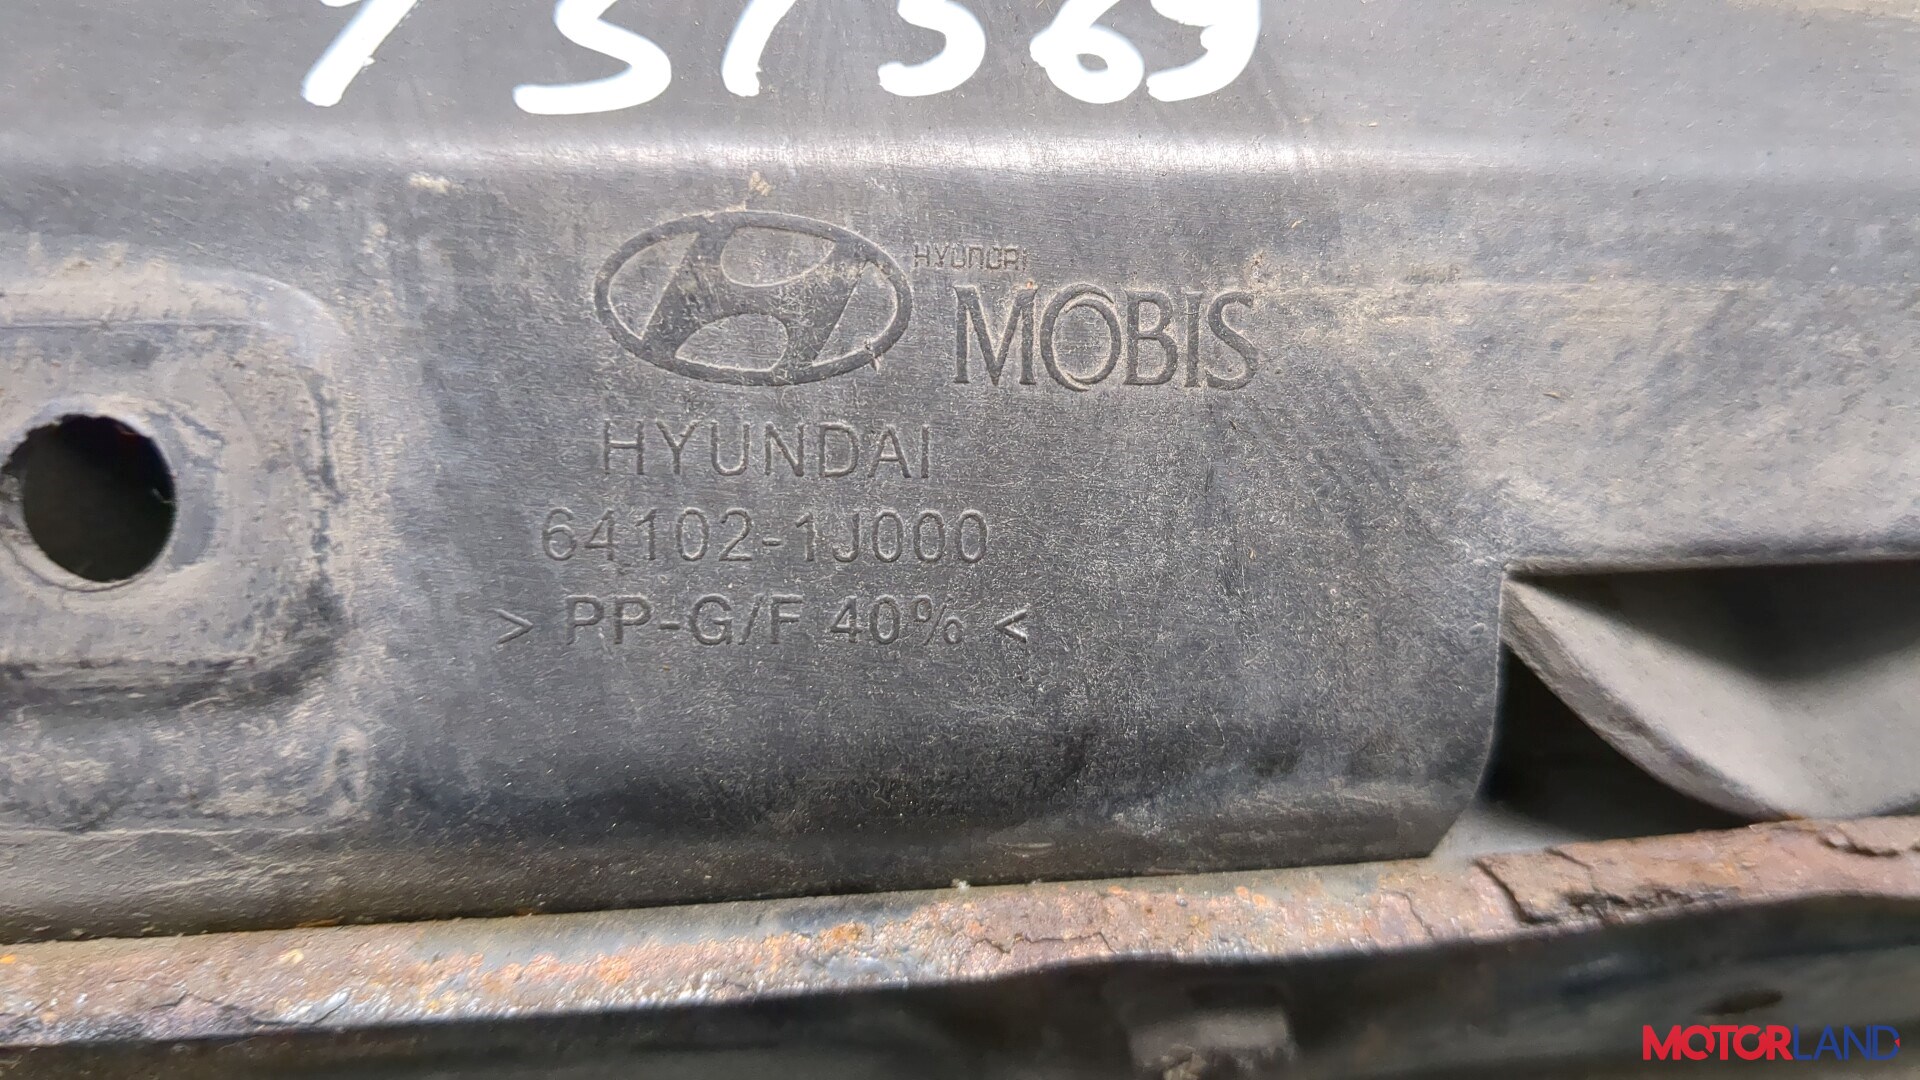 HYUNDAI
MOBIS
HYUNDAI
64102-1J000
> PP-G/F 40% <
MOTORLAND